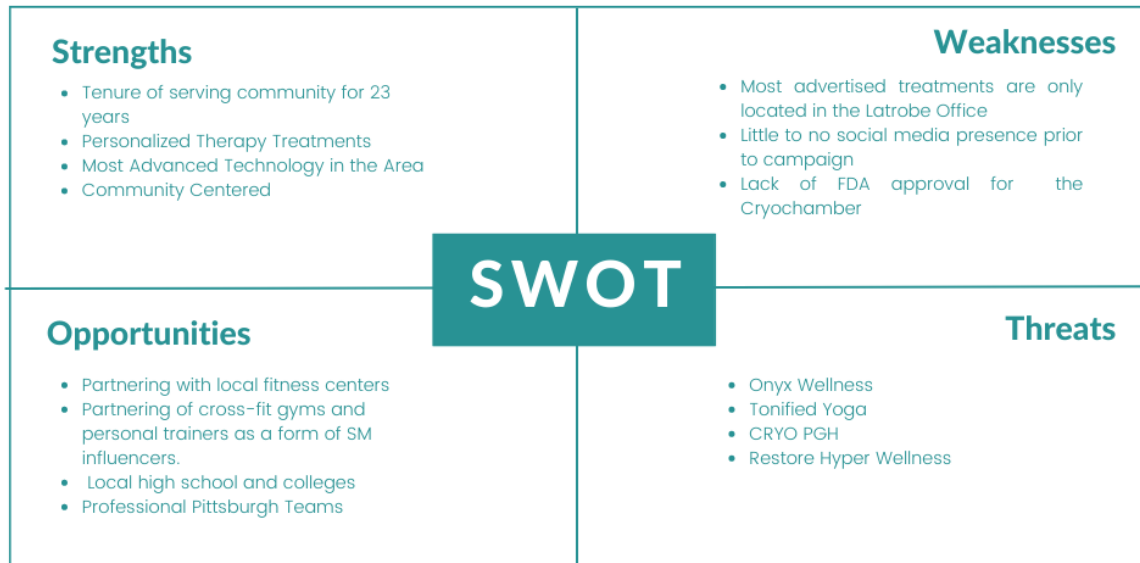 Strengths
• Tenure of serving community for 23
years
• Personalized Therapy Treatments
• Most Advanced Technology in the Area
• Community Centered
Weaknesses
• Most advertised treatments are only
located in the Latrobe Office
• Little to no social media presence prior
to campaign
• Lack of FDA approval for the
Cryochamber
SWOT
Opportunities
• Partnering with local fitness centers
• Partnering of cross-fit gyms and
personal trainers as a form of SM
influencers.
• Local high school and colleges
• Professional Pittsburgh Teams
Threats
• Onyx Wellness
• Tonified Yoga
• CRYO PGH
• Restore Hyper Wellness